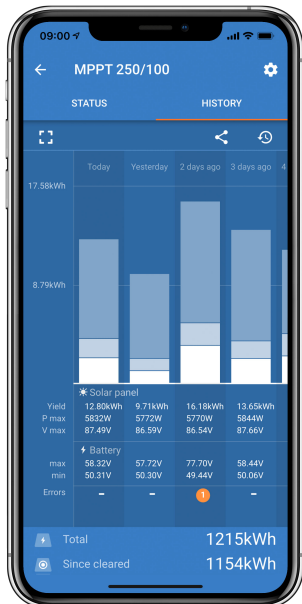 09:00
MPPT 250/100
STATUS HISTORY
Today Yesterday 2 days ago 3 days ago 4
17.58kWh
8.79kWh
Solar panel
Yield 12.80kWh 9.71kWh 16.18kWh 13.65kWh
P max 5832W 5772W 5770W 5844W
V max 87.49V 86.59V 86.54V 87.66V
Battery
max 58.32V 57.72V 77.70V 58.44V
min 50.31V 50.30V 49.44V 50.06V
Errors – – 1 –
Total 1215kWh
Since cleared 1154kWh